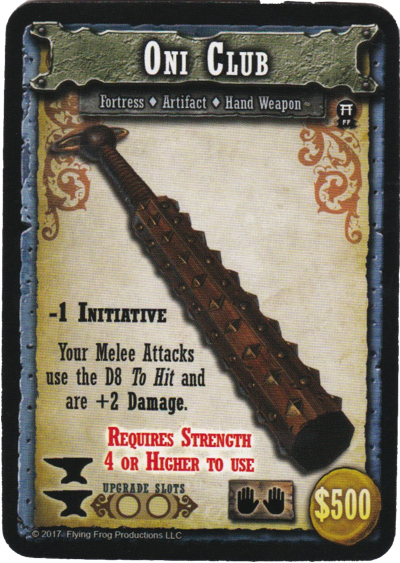 Oni Club
Fortress ♦ Artifact ♦ Hand Weapon
FF
-1 Initiative
Your Melee Attacks
use the D8 To Hit and
are +2 Damage.
Requires Strength
4 or Higher to use
Upgrade Slots
$500
© 2017 Flying Frog Productions LLC